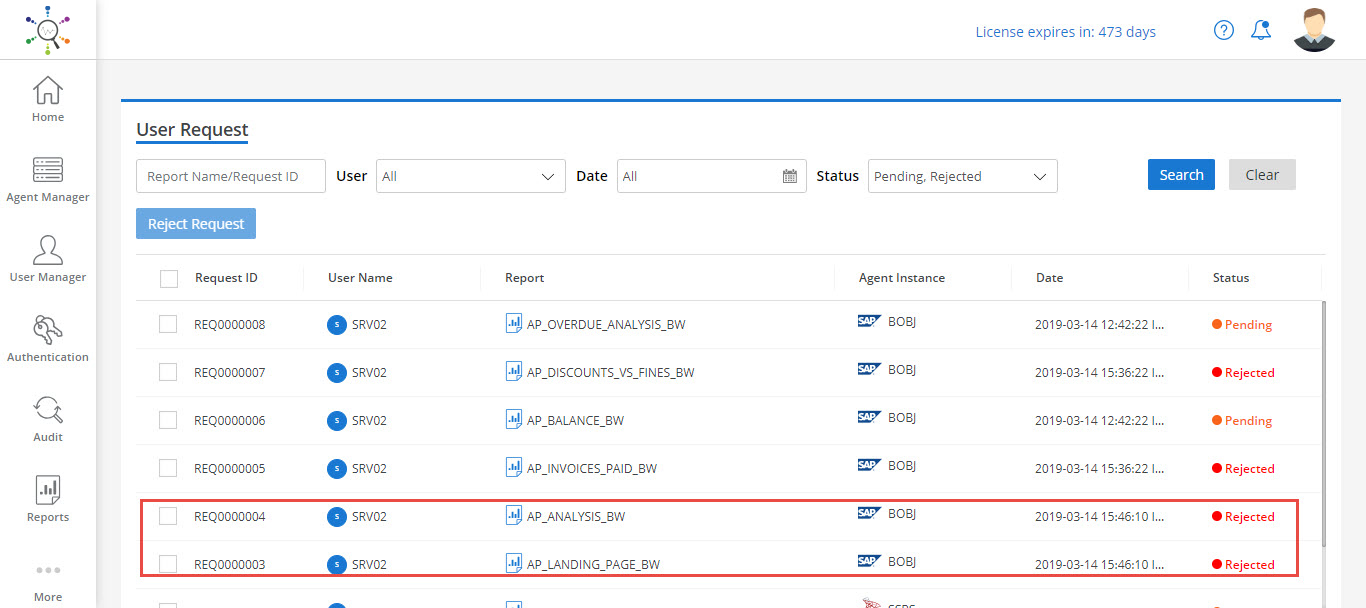 License expires in: 473 days
?
Home
Agent Manager
User Manager
Authentication
Audit
Reports
More
User Request
Report Name/Request ID User All Date All Status Pending, Rejected Search Clear
Reject Request
Request ID User Name Report Agent Instance Date Status
REQ0000008 S SRV02 AP_OVERDUE_ANALYSIS_BW SAP BOBJ 2019-03-14 12:42:22 I... Pending
REQ0000007 S SRV02 AP_DISCOUNTS_VS_FINES_BW SAP BOBJ 2019-03-14 15:36:22 I... Rejected
REQ0000006 S SRV02 AP_BALANCE_BW SAP BOBJ 2019-03-14 12:42:22 I... Pending
REQ0000005 S SRV02 AP_INVOICES_PAID_BW SAP BOBJ 2019-03-14 15:36:22 I... Rejected
REQ0000004 S SRV02 AP_ANALYSIS_BW SAP BOBJ 2019-03-14 15:46:10 I... Rejected
REQ0000003 S SRV02 AP_LANDING_PAGE_BW SAP BOBJ 2019-03-14 15:46:10 I... Rejected